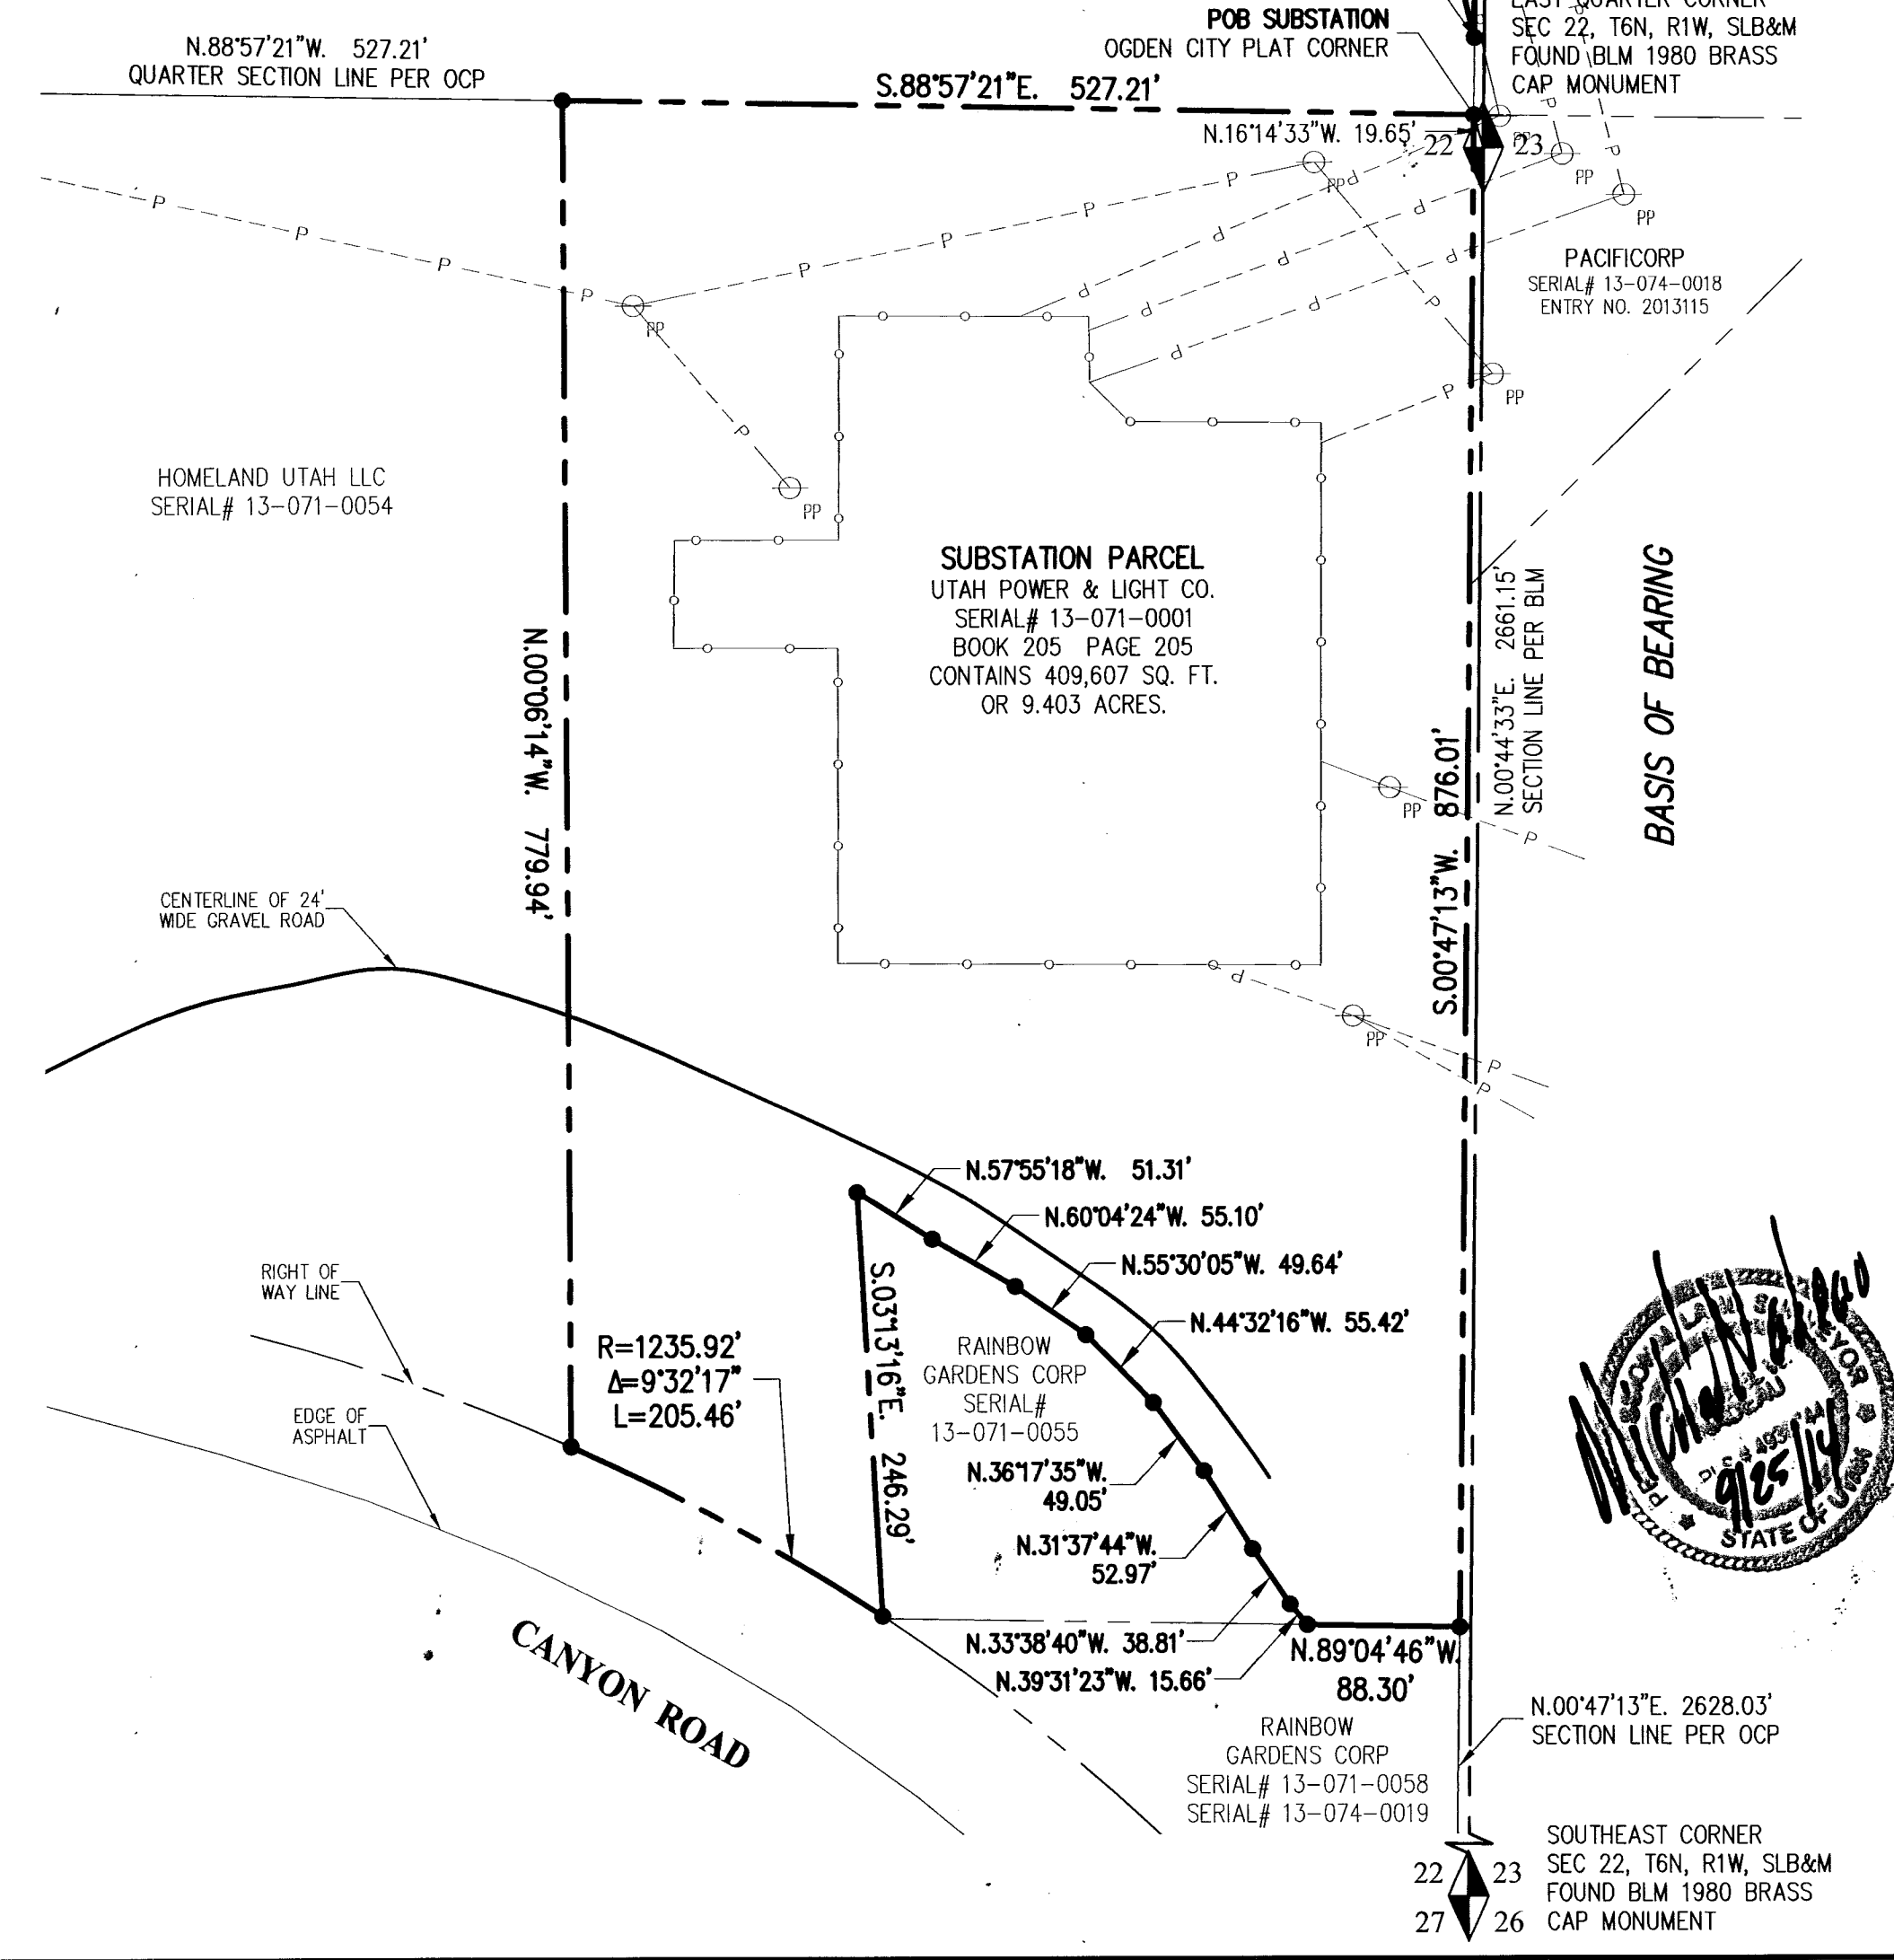 N.88°57'21"W. 527.21'
QUARTER SECTION LINE PER OCP
POB SUBSTATION
OGDEN CITY PLAT CORNER
EAST QUARTER CORNER
SEC 22, T6N, R1W, SLB&M
FOUND BLM 1980 BRASS
CAP MONUMENT
S.88°57'21"E. 527.21'
N.16°14'33"W. 19.65'
22 23
P P P P P P P P P
PP PP PP PP PP PP PP
PACIFICORP
SERIAL# 13-074-0018
ENTRY NO. 2013115
HOMELAND UTAH LLC
SERIAL# 13-071-0054
SUBSTATION PARCEL
UTAH POWER & LIGHT CO.
SERIAL# 13-071-0001
BOOK 205 PAGE 205
CONTAINS 409,607 SQ. FT.
OR 9.403 ACRES.
N.00°06'14"W. 779.94'
S.00°47'13"W. 876.01'
N.00°44'33"E. 2661.15'
SECTION LINE PER BLM
BASIS OF BEARING
PP
P
CENTERLINE OF 24'
WIDE GRAVEL ROAD
PP
P
P
N.57°55'18"W. 51.31'
N.60°04'24"W. 55.10'
N.55°30'05"W. 49.64'
N.44°32'16"W. 55.42'
RIGHT OF
WAY LINE
R=1235.92'
Δ=9°32'17"
L=205.46'
S.03°13'16"E. 246.29'
RAINBOW
GARDENS CORP
SERIAL#
13-071-0055
EDGE OF
ASPHALT
N.36°17'35"W.
49.05'
N.31°37'44"W.
52.97'
N.33°38'40"W. 38.81'
N.39°31'23"W. 15.66'
N.89°04'46"W.
88.30'
CANYON ROAD
9/25/14
STATE OF UTAH
RAINBOW
GARDENS CORP
SERIAL# 13-071-0058
SERIAL# 13-074-0019
N.00°47'13"E. 2628.03'
SECTION LINE PER OCP
SOUTHEAST CORNER
SEC 22, T6N, R1W, SLB&M
FOUND BLM 1980 BRASS
CAP MONUMENT
22 23
27 26